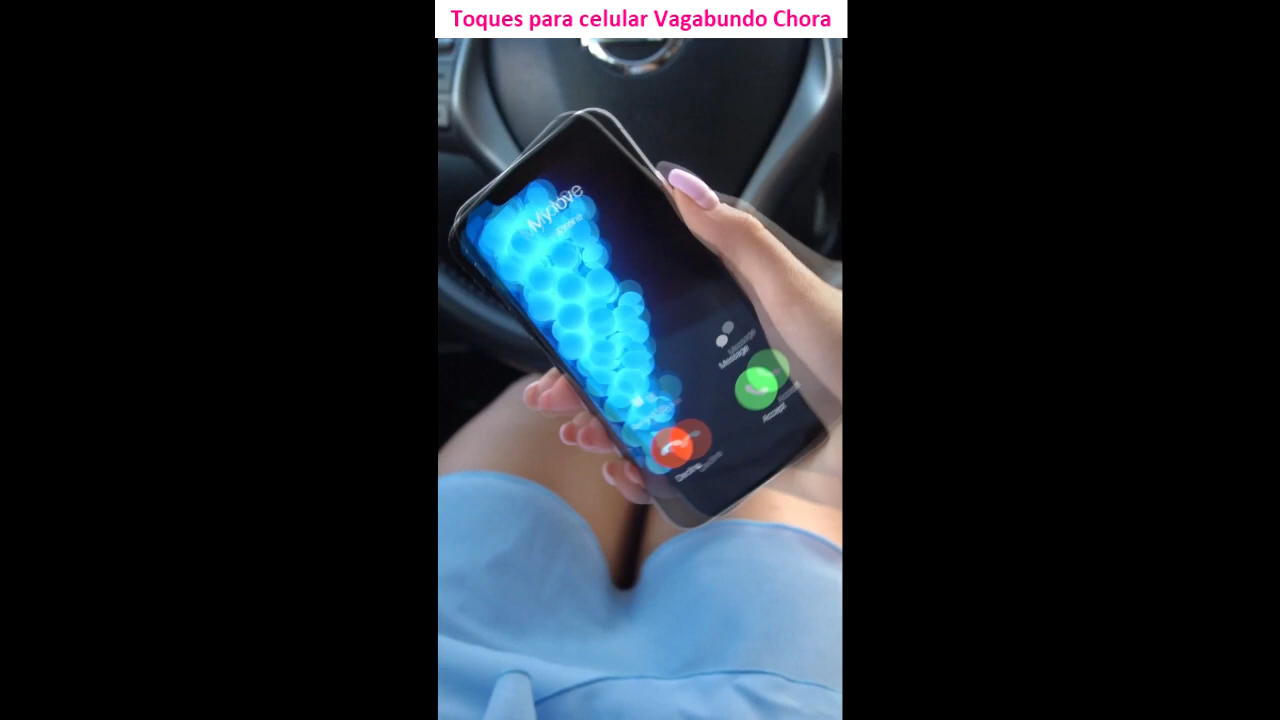 Toques para celular Vagabundo Chora
My love
Message
Accept
Decline